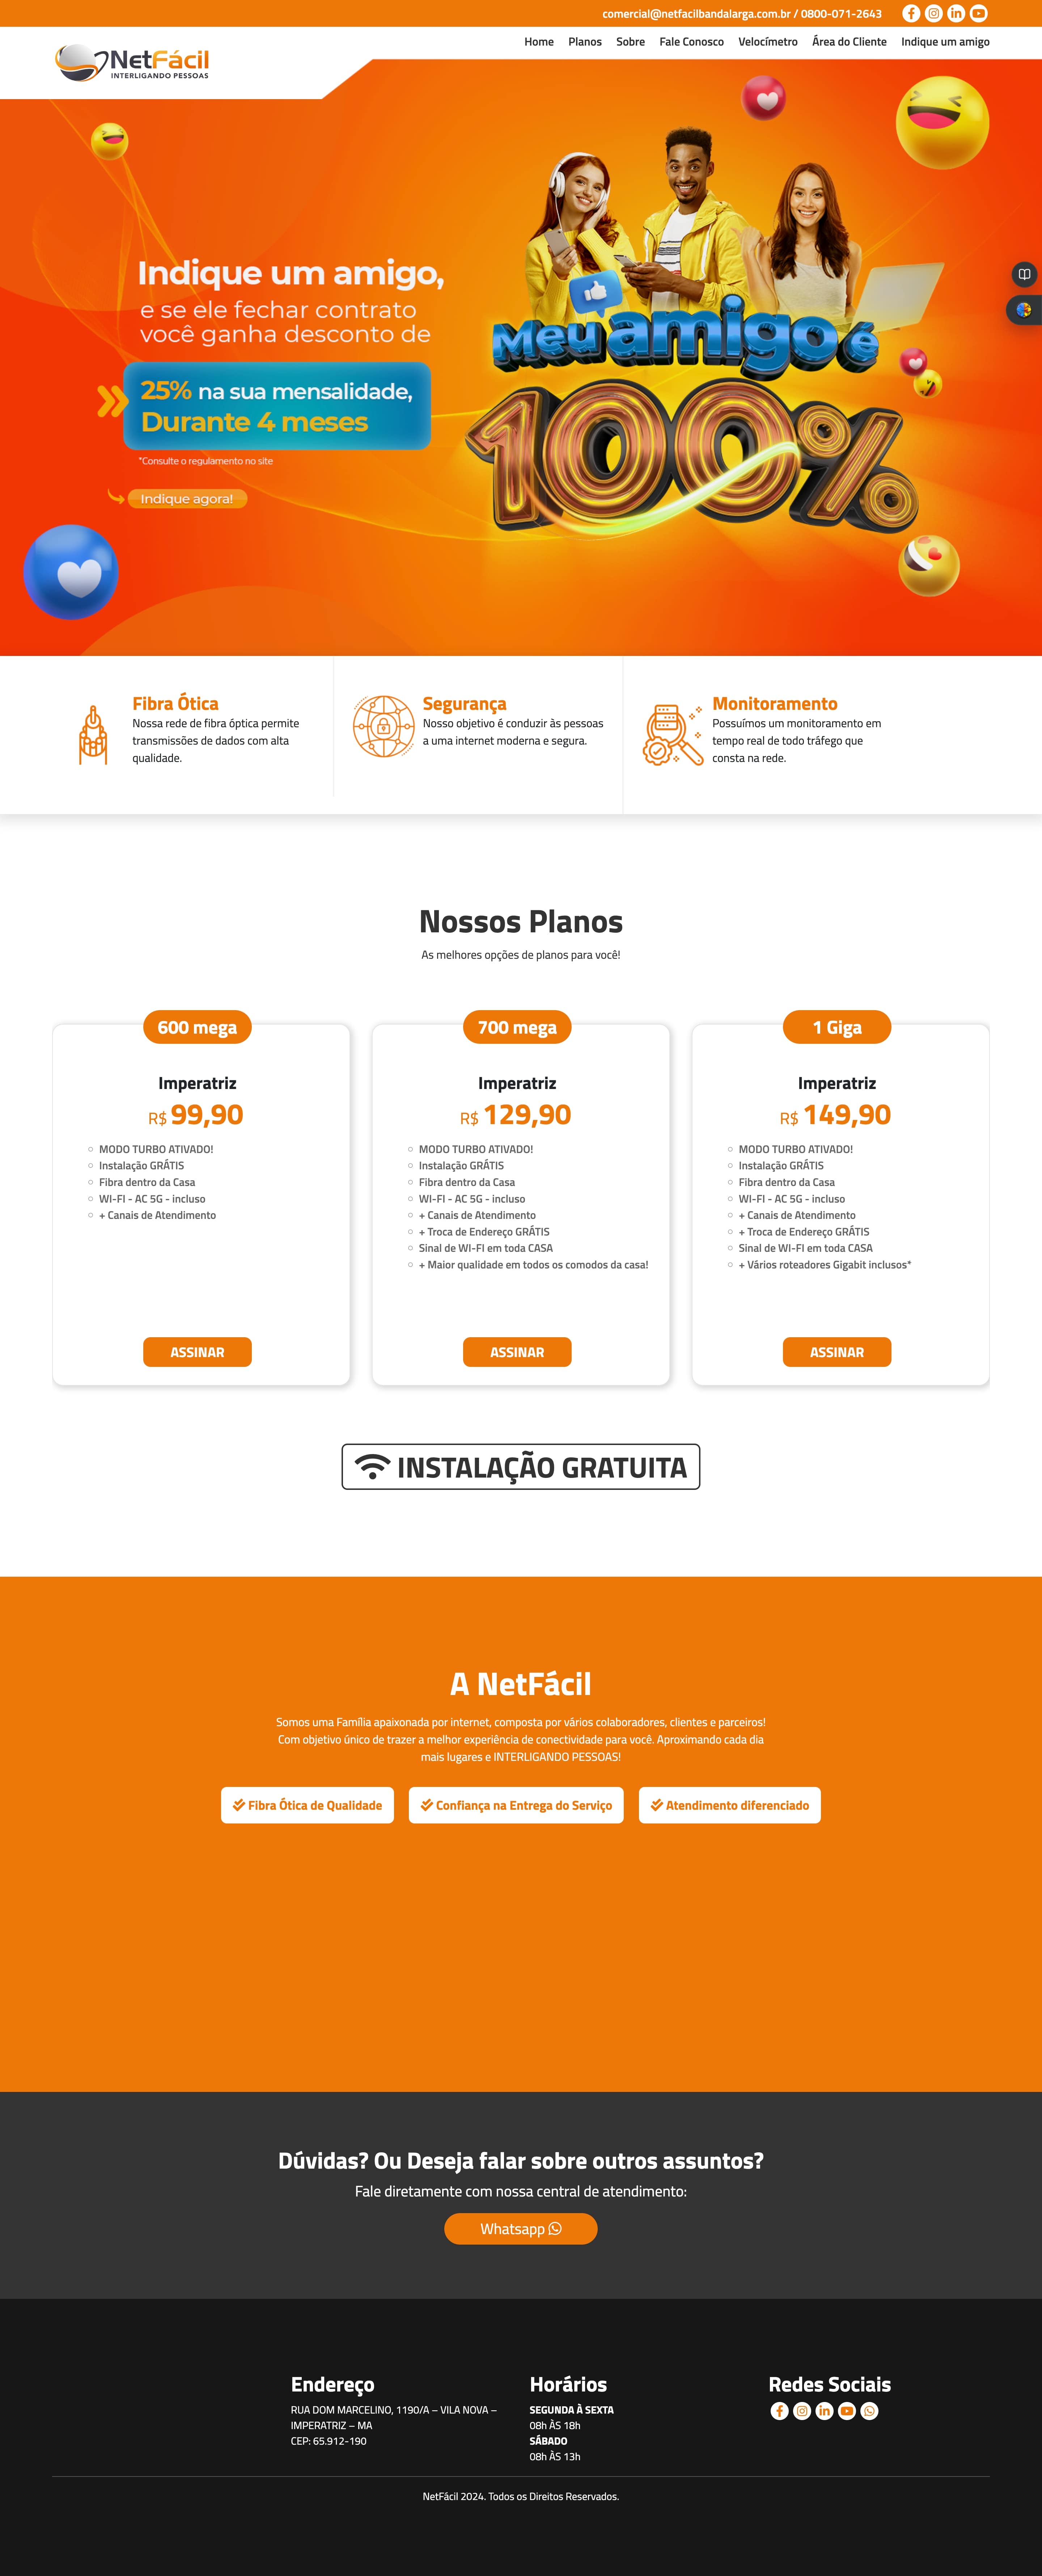 comercial@netfacilbandalarga.com.br / 0800-071-2643
NetFácil
INTERLIGANDO PESSOAS
Home Planos Sobre Fale Conosco Velocímetro Área do Cliente Indique um amigo
Indique um amigo,
e se ele fechar contrato
você ganha desconto de
25% na sua mensalidade,
Durante 4 meses
*Consulte o regulamento no site
Indique agora!
Meu amigo é
100%
Fibra Ótica
Nossa rede de fibra óptica permite
transmissões de dados com alta
qualidade.
Segurança
Nosso objetivo é conduzir às pessoas
a uma internet moderna e segura.
Monitoramento
Possuímos um monitoramento em
tempo real de todo tráfego que
consta na rede.
Nossos Planos
As melhores opções de planos para você!
600 mega
Imperatriz
R$ 99,90
MODO TURBO ATIVADO!
Instalação GRÁTIS
Fibra dentro da Casa
WI-FI - AC 5G - incluso
+ Canais de Atendimento
ASSINAR
700 mega
Imperatriz
R$ 129,90
MODO TURBO ATIVADO!
Instalação GRÁTIS
Fibra dentro da Casa
WI-FI - AC 5G - incluso
+ Canais de Atendimento
+ Troca de Endereço GRÁTIS
Sinal de WI-FI em toda CASA
+ Maior qualidade em todos os comodos da casa!
ASSINAR
1 Giga
Imperatriz
R$ 149,90
MODO TURBO ATIVADO!
Instalação GRÁTIS
Fibra dentro da Casa
WI-FI - AC 5G - incluso
+ Canais de Atendimento
+ Troca de Endereço GRÁTIS
Sinal de WI-FI em toda CASA
+ Vários roteadores Gigabit inclusos*
ASSINAR
INSTALAÇÃO GRATUITA
A NetFácil
Somos uma Família apaixonada por internet, composta por vários colaboradores, clientes e parceiros!
Com objetivo único de trazer a melhor experiência de conectividade para você. Aproximando cada dia
mais lugares e INTERLIGANDO PESSOAS!
Fibra Ótica de Qualidade
Confiança na Entrega do Serviço
Atendimento diferenciado
Dúvidas? Ou Deseja falar sobre outros assuntos?
Fale diretamente com nossa central de atendimento:
Whatsapp
Endereço
RUA DOM MARCELINO, 1190/A – VILA NOVA –
IMPERATRIZ – MA
CEP: 65.912-190
Horários
SEGUNDA À SEXTA
08h ÀS 18h
SÁBADO
08h ÀS 13h
Redes Sociais
NetFácil 2024. Todos os Direitos Reservados.